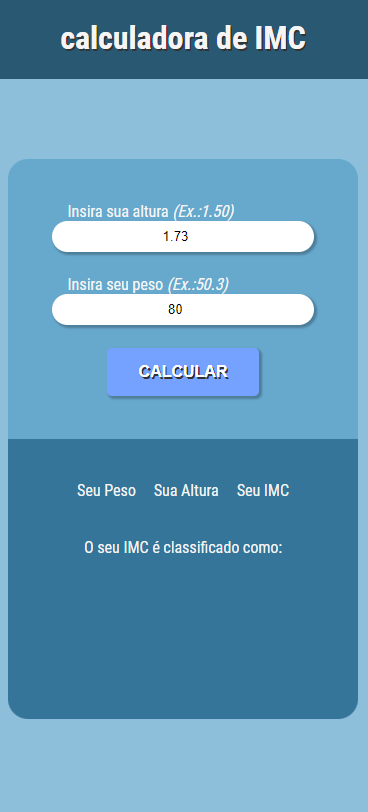 calculadora de IMC
Insira sua altura (Ex.:1.50)
1.73
Insira seu peso (Ex.:50.3)
80
CALCULAR
Seu Peso Sua Altura Seu IMC
O seu IMC é classificado como: